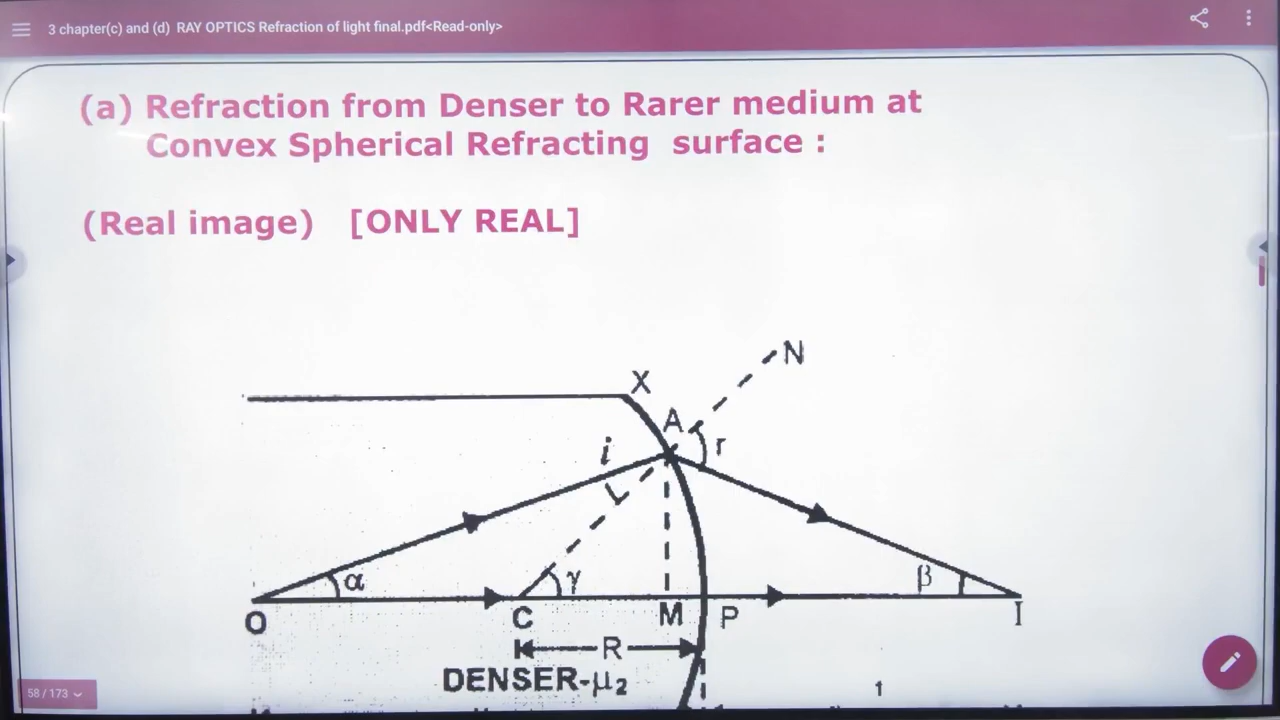 3 chapter(c) and (d) RAY OPTICS Refraction of light final.pdf<Read-only>
(a) Refraction from Denser to Rarer medium at
Convex Spherical Refracting surface :
(Real image) [ONLY REAL]
N
X
A
i
r
α
γ
β
O
C
M
P
I
R
DENSER-μ₂
1
58 / 173